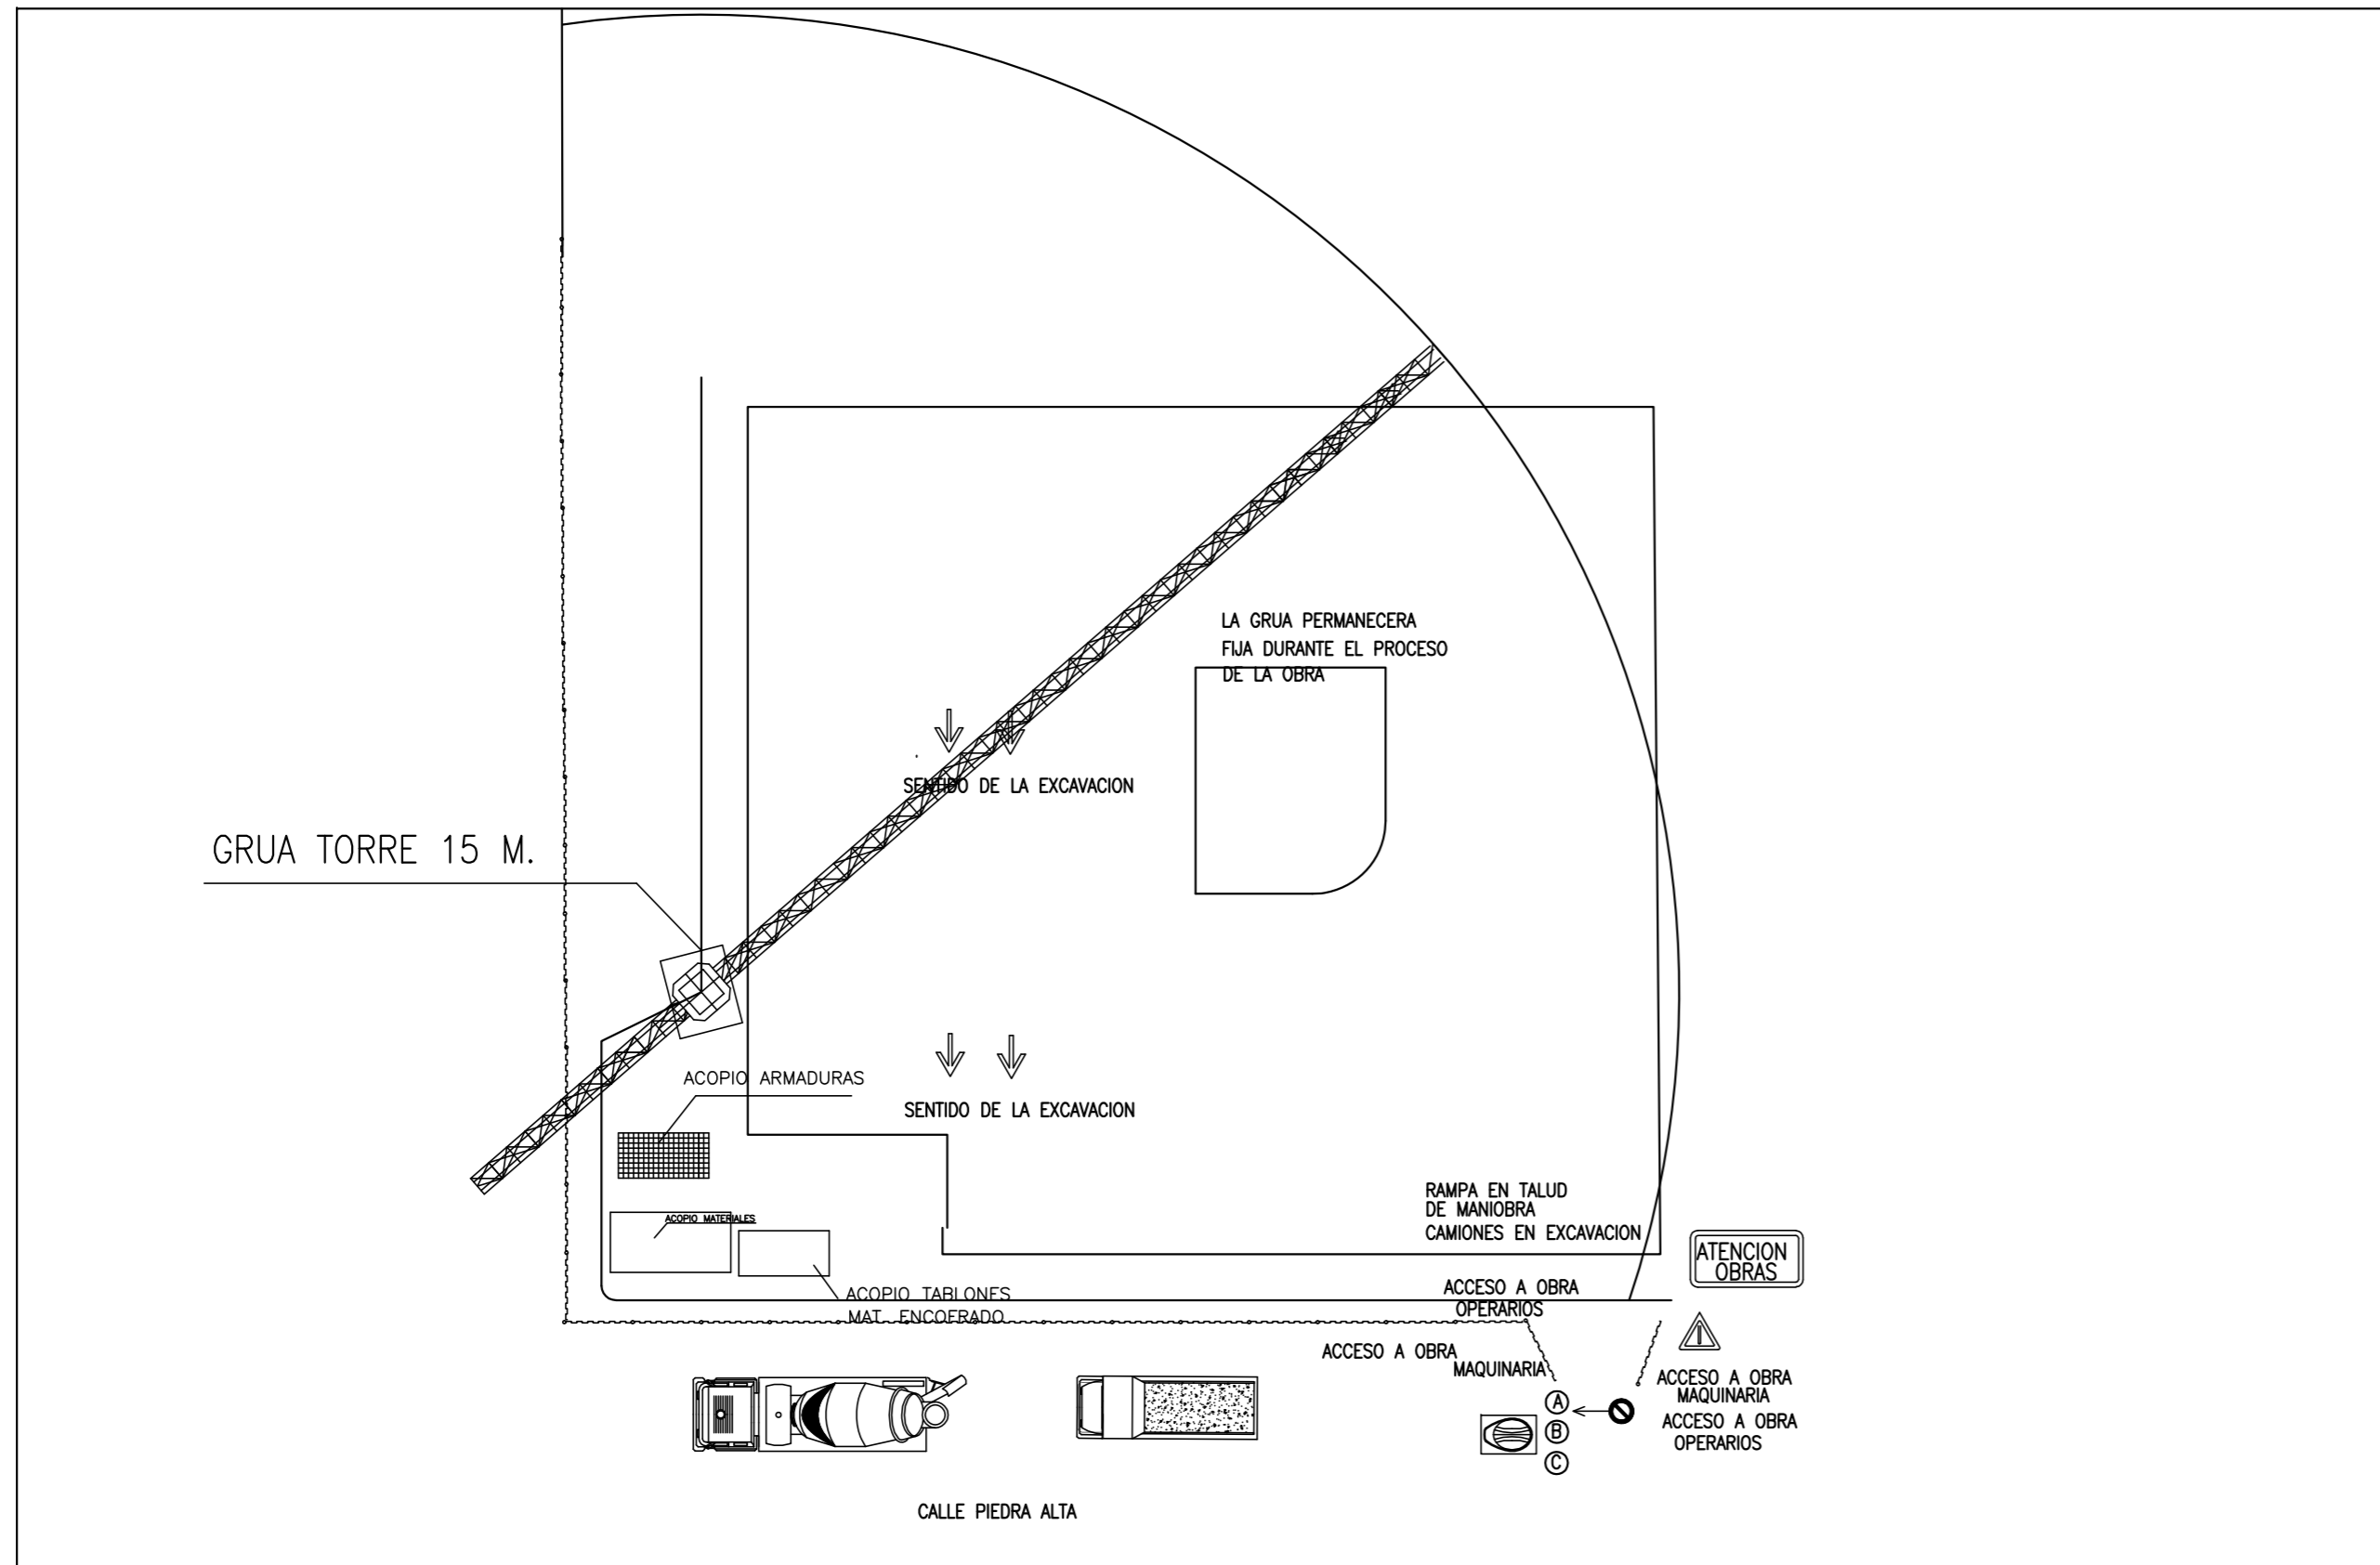 LA GRUA PERMANECERA
FIJA DURANTE EL PROCESO
DE LA OBRA
SENTIDO DE LA EXCAVACION
GRUA TORRE 15 M.
ACOPIO ARMADURAS
SENTIDO DE LA EXCAVACION
RAMPA EN TALUD
DE MANIOBRA
CAMIONES EN EXCAVACION
ACOPIO MATERIALES
ATENCION
OBRAS
ACOPIO TABLONES
MAT. ENCOFRADO
ACCESO A OBRA
OPERARIOS
ACCESO A OBRA
MAQUINARIA
ACCESO A OBRA
MAQUINARIA
ACCESO A OBRA
OPERARIOS
A
B
C
CALLE PIEDRA ALTA